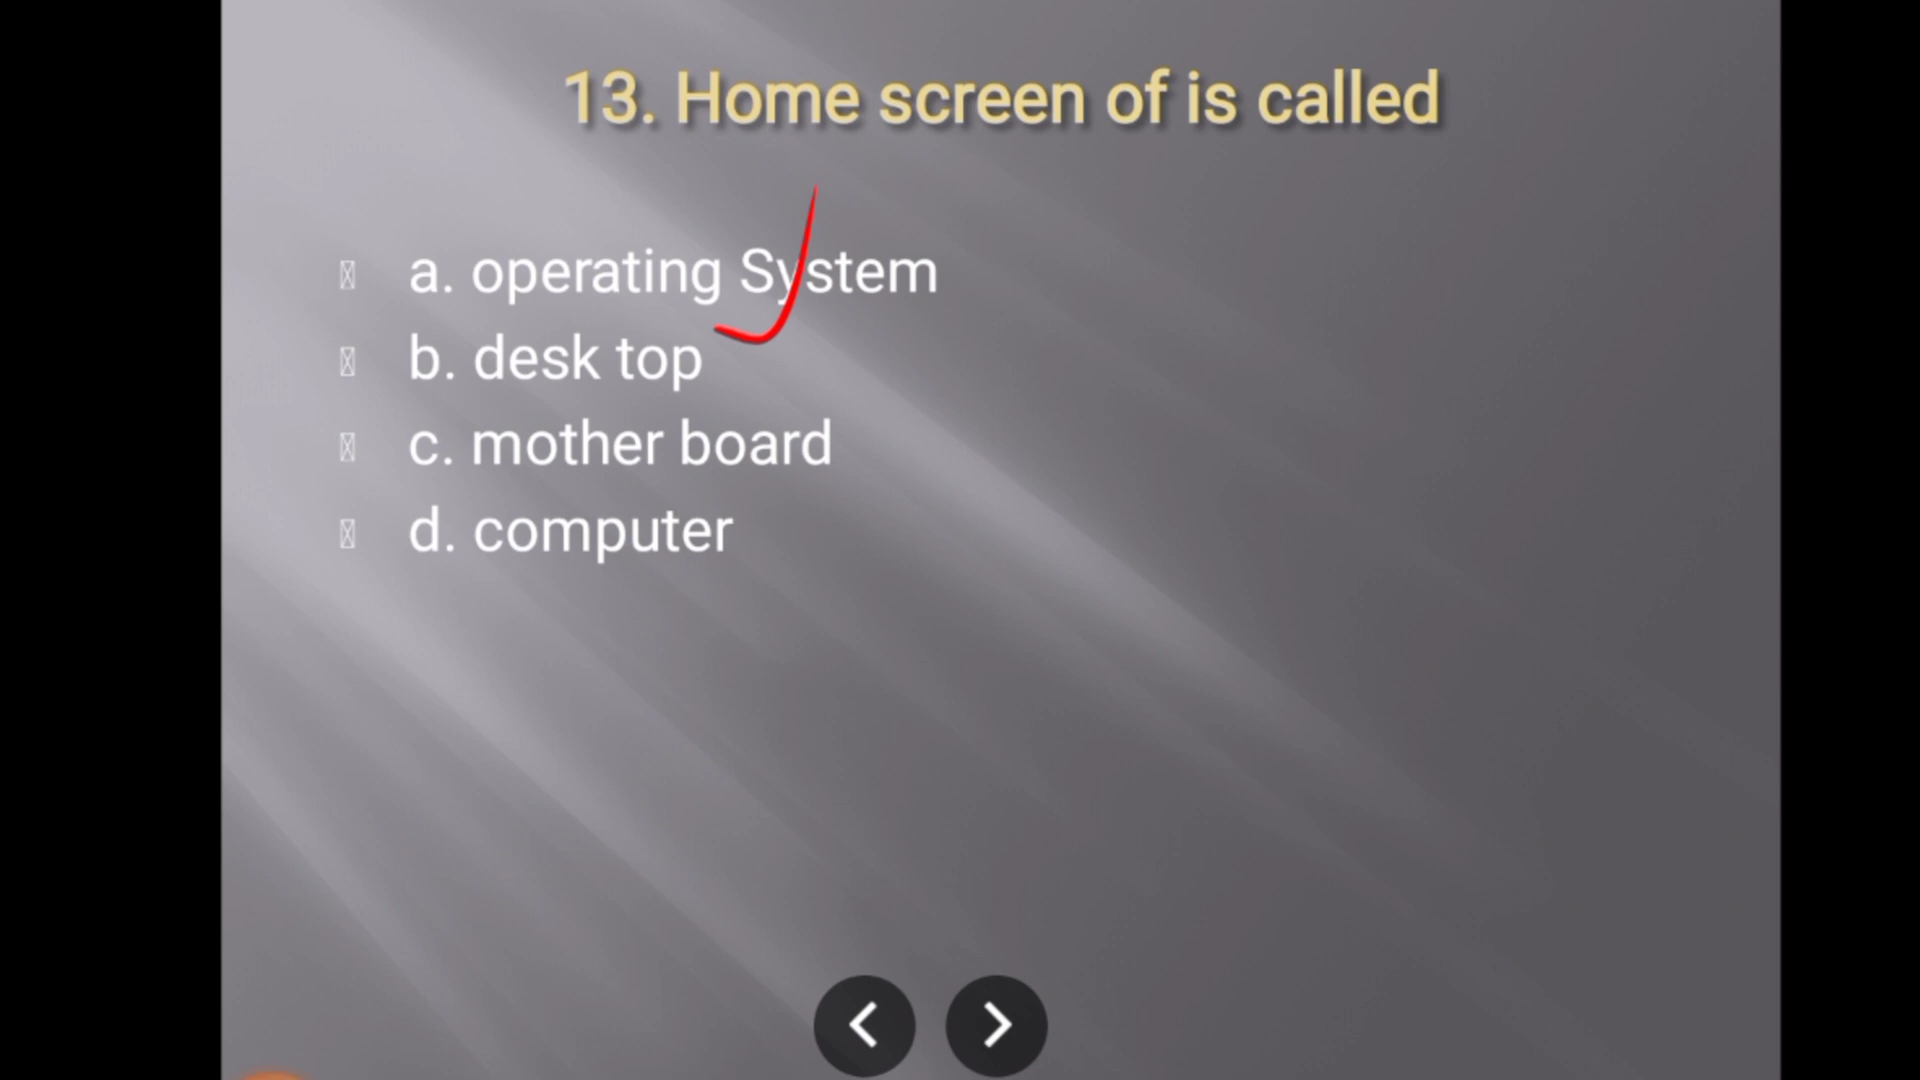 13. Home screen of is called
a. operating System
b. desk top
c. mother board
d. computer